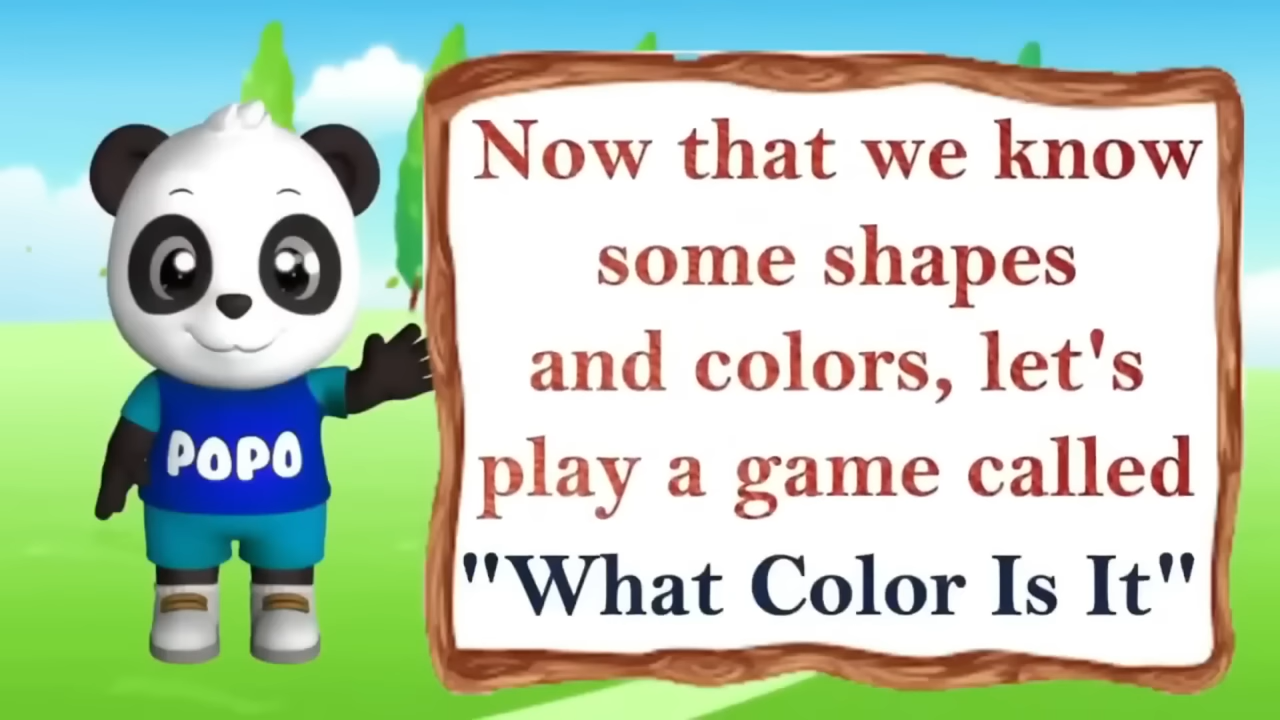 POPO
Now that we know
some shapes
and colors, let's
play a game called
"What Color Is It"